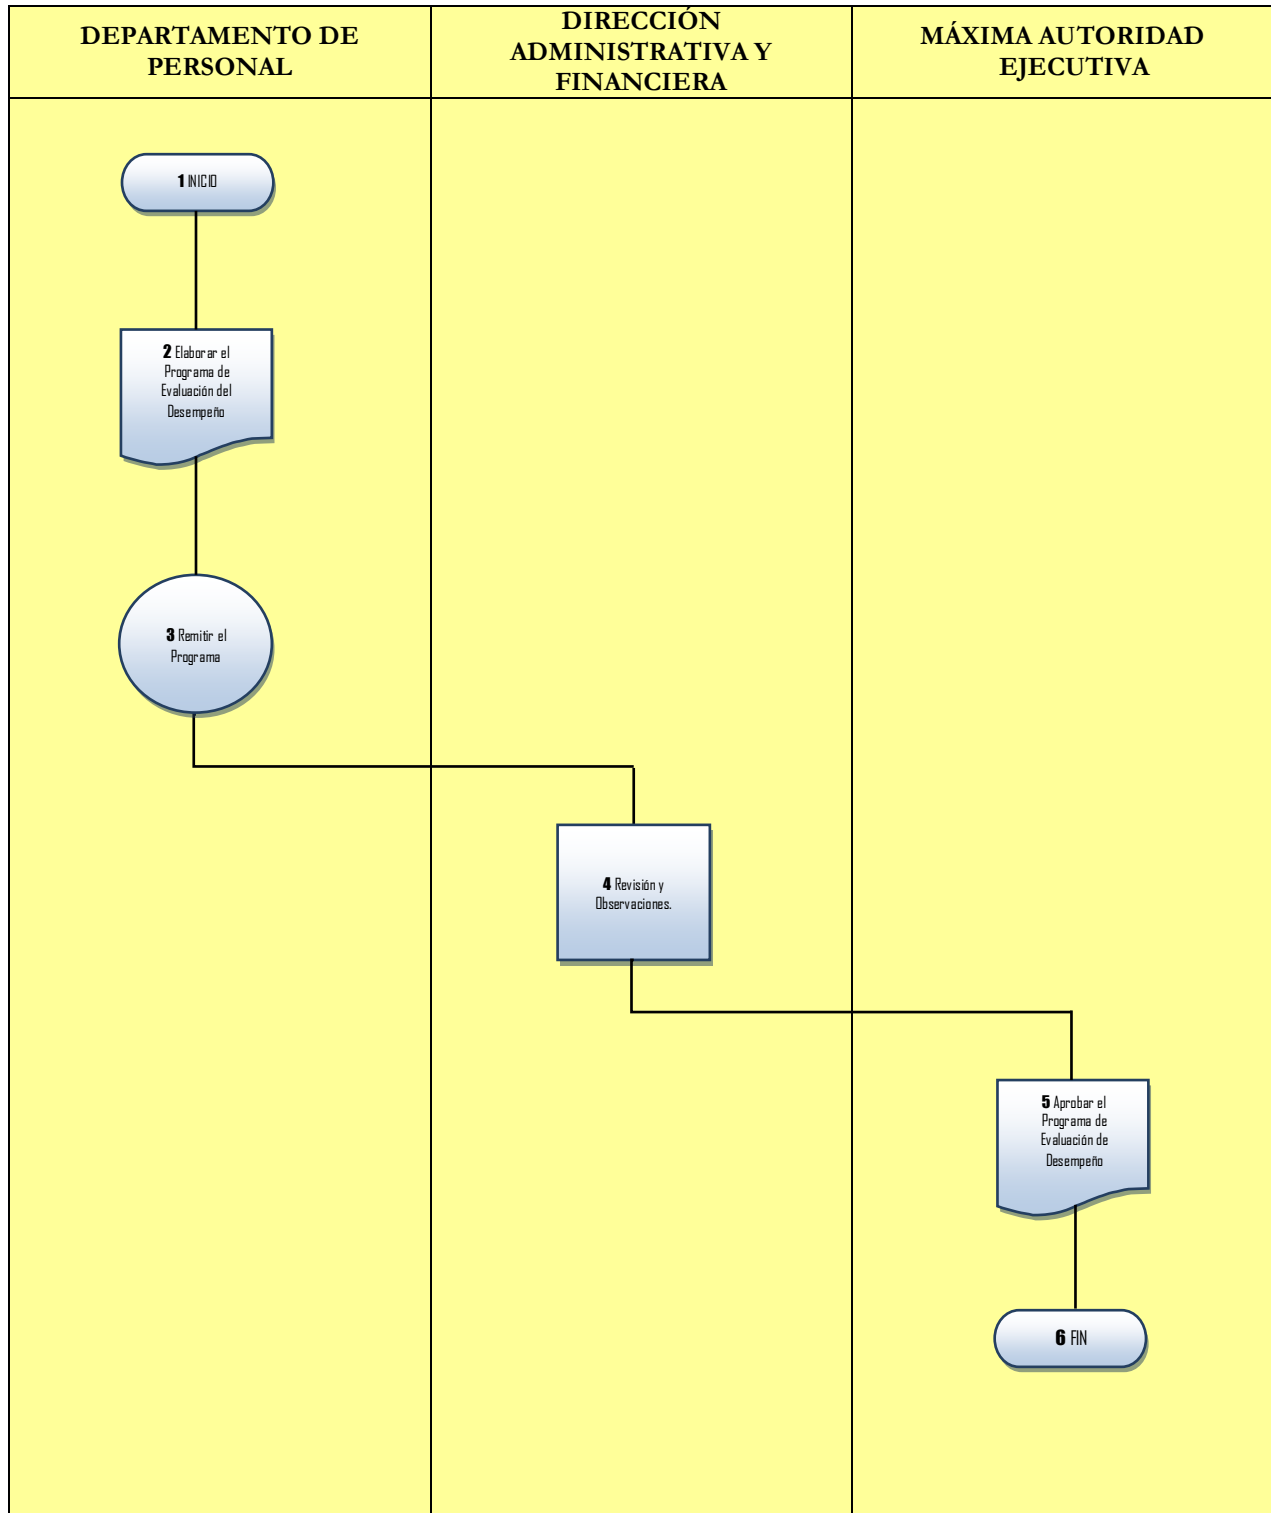 DEPARTAMENTO DE
PERSONAL
DIRECCIÓN
ADMINISTRATIVA Y
FINANCIERA
MÁXIMA AUTORIDAD
EJECUTIVA
1 INICIO
2 Elaborar el
Programa de
Evaluación del
Desempeño
3 Remitir el
Programa
4 Revisión y
Observaciones.
5 Aprobar el
Programa de
Evaluación de
Desempeño
6 FIN